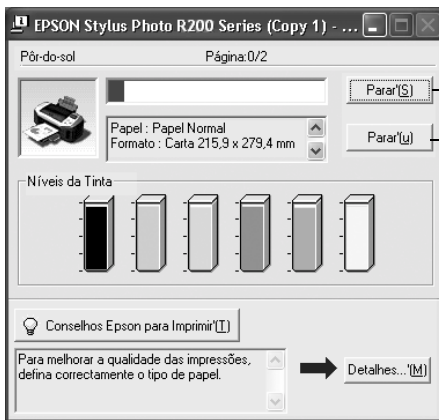 EPSON Stylus Photo R200 Series (Copy 1) - ...
Pôr-do-sol Página:0/2
Parar'(S)
Papel : Papel Normal
Formato : Carta 215,9 x 279,4 mm
Parar'(u)
Níveis da Tinta
Conselhos Epson para Imprimir'(T)
Para melhorar a qualidade das impressões,
defina correctamente o tipo de papel.
Detalhes...'(M)